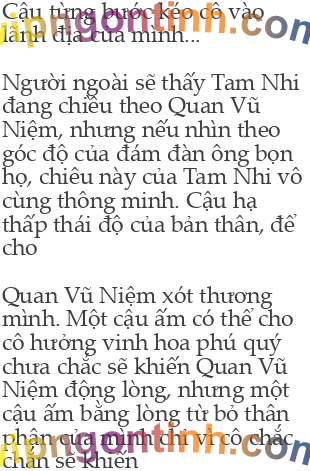 Cậu từng bước kéo cô vào
lãnh địa của mình...
Người ngoài sẽ thấy Tam Nhi
đang chiều theo Quan Vũ
Niệm, nhưng nếu nhìn theo
góc độ của đám đàn ông bọn
họ, chiêu này của Tam Nhi vô
cùng thông minh. Cậu hạ
thấp thái độ của bản thân, để
cho
Quan Vũ Niệm xót thương
mình. Một cậu ấm có thể cho
cô hưởng vinh hoa phú quý
chưa chắc sẽ khiến Quan Vũ
Niệm động lòng, nhưng một
cậu ấm bằng lòng từ bỏ thân
phận của mình chỉ vì cô chắc
chắn sẽ khiến
vipngontinh.com
vipngontinh.com